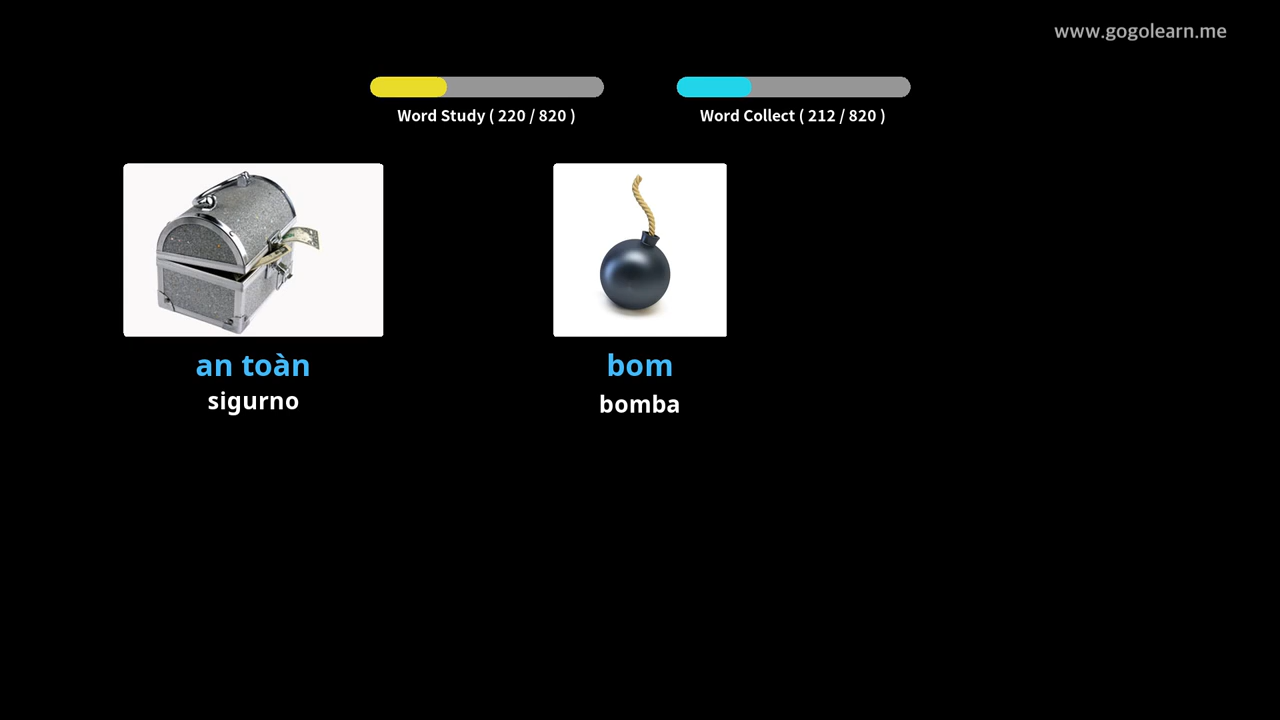 www.gogolearn.me
Word Study ( 220 / 820 )
Word Collect ( 212 / 820 )
an toàn
sigurno
bom
bomba